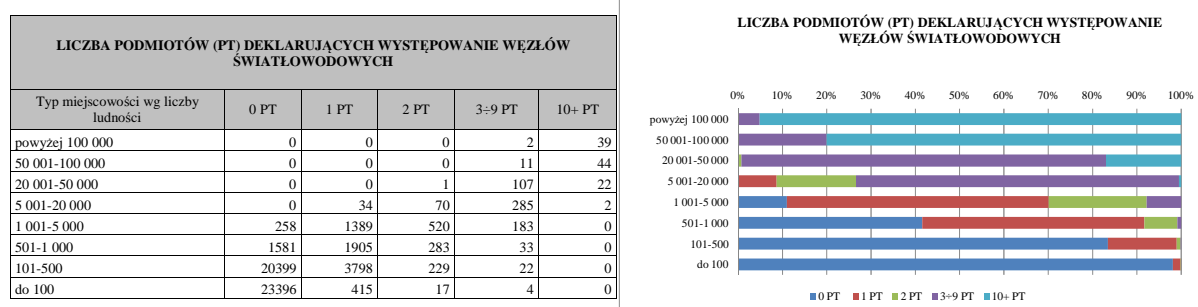 LICZBA PODMIOTÓW (PT) DEKLARUJĄCYCH WYSTĘPOWANIE WĘZŁÓW
ŚWIATŁOWODOWYCH
Typ miejscowości wg liczby
ludności
0 PT 1 PT 2 PT 3÷9 PT 10+ PT
powyżej 100 000 0 0 0 2 39
50 001-100 000 0 0 0 11 44
20 001-50 000 0 0 1 107 22
5 001-20 000 0 34 70 285 2
1 001-5 000 258 1389 520 183 0
501-1 000 1581 1905 283 33 0
101-500 20399 3798 229 22 0
do 100 23396 415 17 4 0
LICZBA PODMIOTÓW (PT) DEKLARUJĄCYCH WYSTĘPOWANIE
WĘZŁÓW ŚWIATŁOWODOWYCH
0% 10% 20% 30% 40% 50% 60% 70% 80% 90% 100%
powyżej 100 000
50 001-100 000
20 001-50 000
5 001-20 000
1 001-5 000
501-1 000
101-500
do 100
0 PT 1 PT 2 PT 3÷9 PT 10+ PT